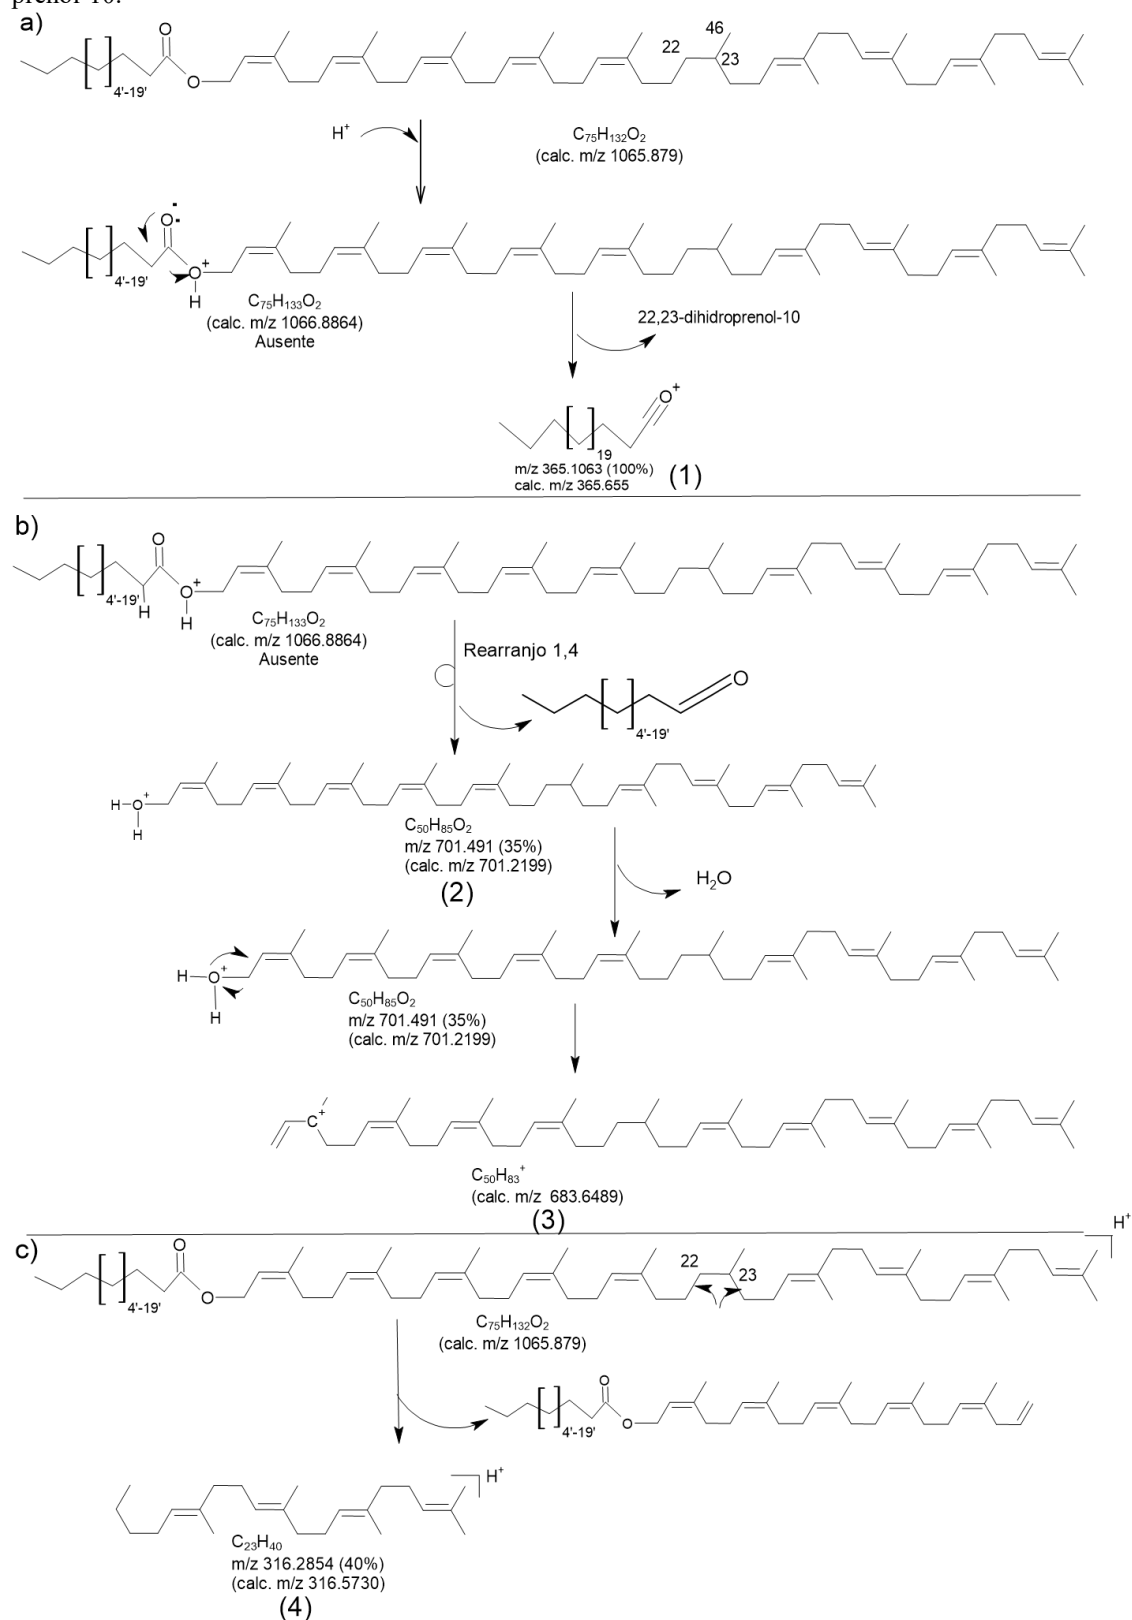 prenol-10.
a)
O
46
22
23
4'-19'
O
H+
C75H132O2
(calc. m/z 1065.879)
O
4'-19'
O+
H
C75H133O2
(calc. m/z 1066.8864)
Ausente
22,23-dihidroprenol-10
O+
19
m/z 365.1063 (100%)
calc. m/z 365.655
(1)
b)
O
4'-19'
H
O+
H
C75H133O2
(calc. m/z 1066.8864)
Ausente
Rearranjo 1,4
O
4'-19'
H O+
H
C50H85O2
m/z 701.491 (35%)
(calc. m/z 701.2199)
(2)
H2O
H O+
H
C50H85O2
m/z 701.491 (35%)
(calc. m/z 701.2199)
C+
C50H83+
(calc. m/z 683.6489)
(3)
H+
c)
O
22
23
4'-19'
O
C75H132O2
(calc. m/z 1065.879)
O
4'-19'
O
H+
C23H40
m/z 316.2854 (40%)
(calc. m/z 316.5730)
(4)